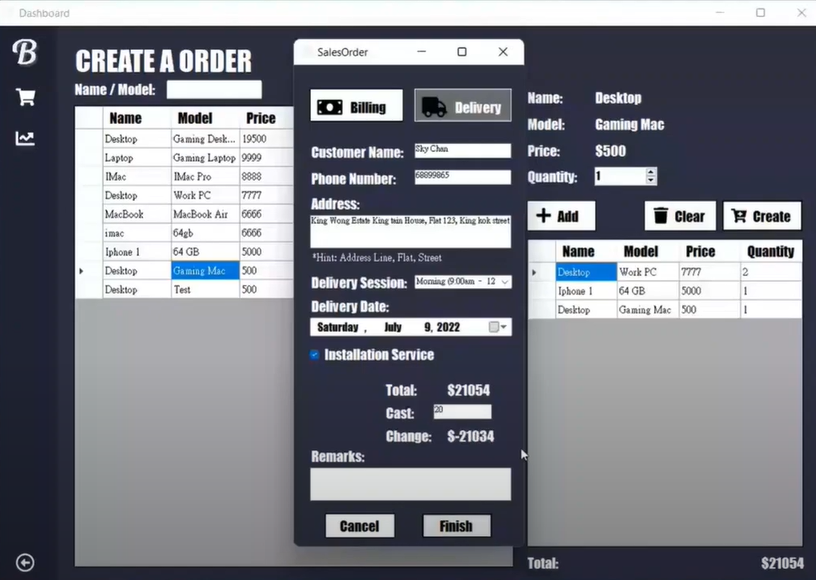 Dashboard
B
CREATE A ORDER
Name / Model:
Name Model Price
Desktop Gaming Desk... 19500
Laptop Gaming Laptop 9999
IMac IMac Pro 8888
Desktop Work PC 7777
MacBook MacBook Air 6666
imac 64gb 6666
Iphone 1 64 GB 5000
Desktop Gaming Mac 500
Desktop Test 500
SalesOrder
Billing Delivery
Customer Name: Sky Chan
Phone Number: 68899865
Address:
King Wong Estate King tain House, Flat 123, King kok street
*Hint: Address Line, Flat, Street
Delivery Session: Morning (9:00am - 12
Delivery Date:
Saturday , July 9, 2022
Installation Service
Total: $21054
Cast: 20
Change: $-21034
Remarks:
Cancel Finish
Name: Desktop
Model: Gaming Mac
Price: $500
Quantity: 1
Add Clear Create
Name Model Price Quantity
Desktop Work PC 7777 2
Iphone 1 64 GB 5000 1
Desktop Gaming Mac 500 1
Total: $21054